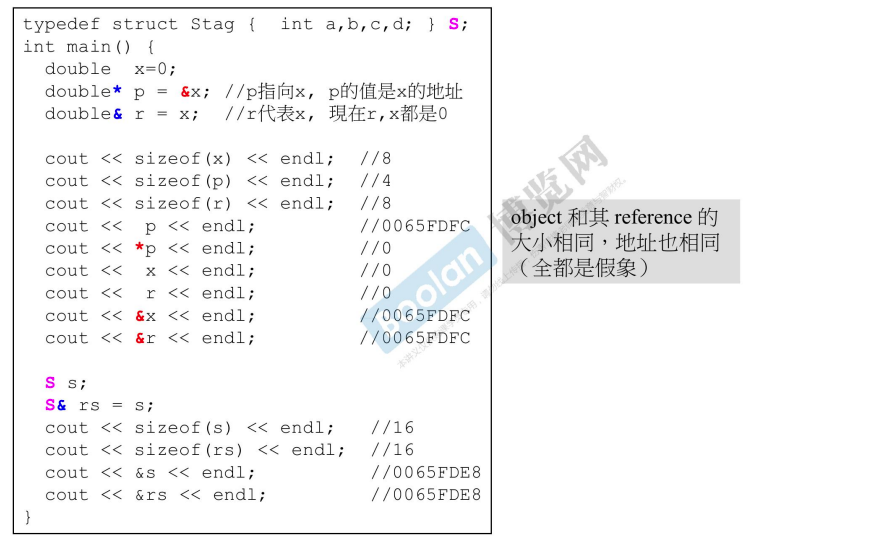 typedef struct Stag {  int a,b,c,d; } S;
int main() {
  double  x=0;
  double* p = &x; //p指向x, p的值是x的地址
  double& r = x;  //r代表x, 現在r,x都是0
  cout << sizeof(x) << endl;  //8
  cout << sizeof(p) << endl;  //4
  cout << sizeof(r) << endl;  //8
  cout <<  p << endl;         //0065FDFC
  cout << *p << endl;         //0
  cout <<  x << endl;         //0
  cout <<  r << endl;         //0
  cout << &x << endl;         //0065FDFC
  cout << &r << endl;         //0065FDFC
  S s;
  S& rs = s;
  cout << sizeof(s) << endl;   //16
  cout << sizeof(rs) << endl;  //16
  cout << &s << endl;          //0065FDE8
  cout << &rs << endl;         //0065FDE8
}
object 和其 reference 的
大小相同，地址也相同
（全都是假象）
Boolan 博览网